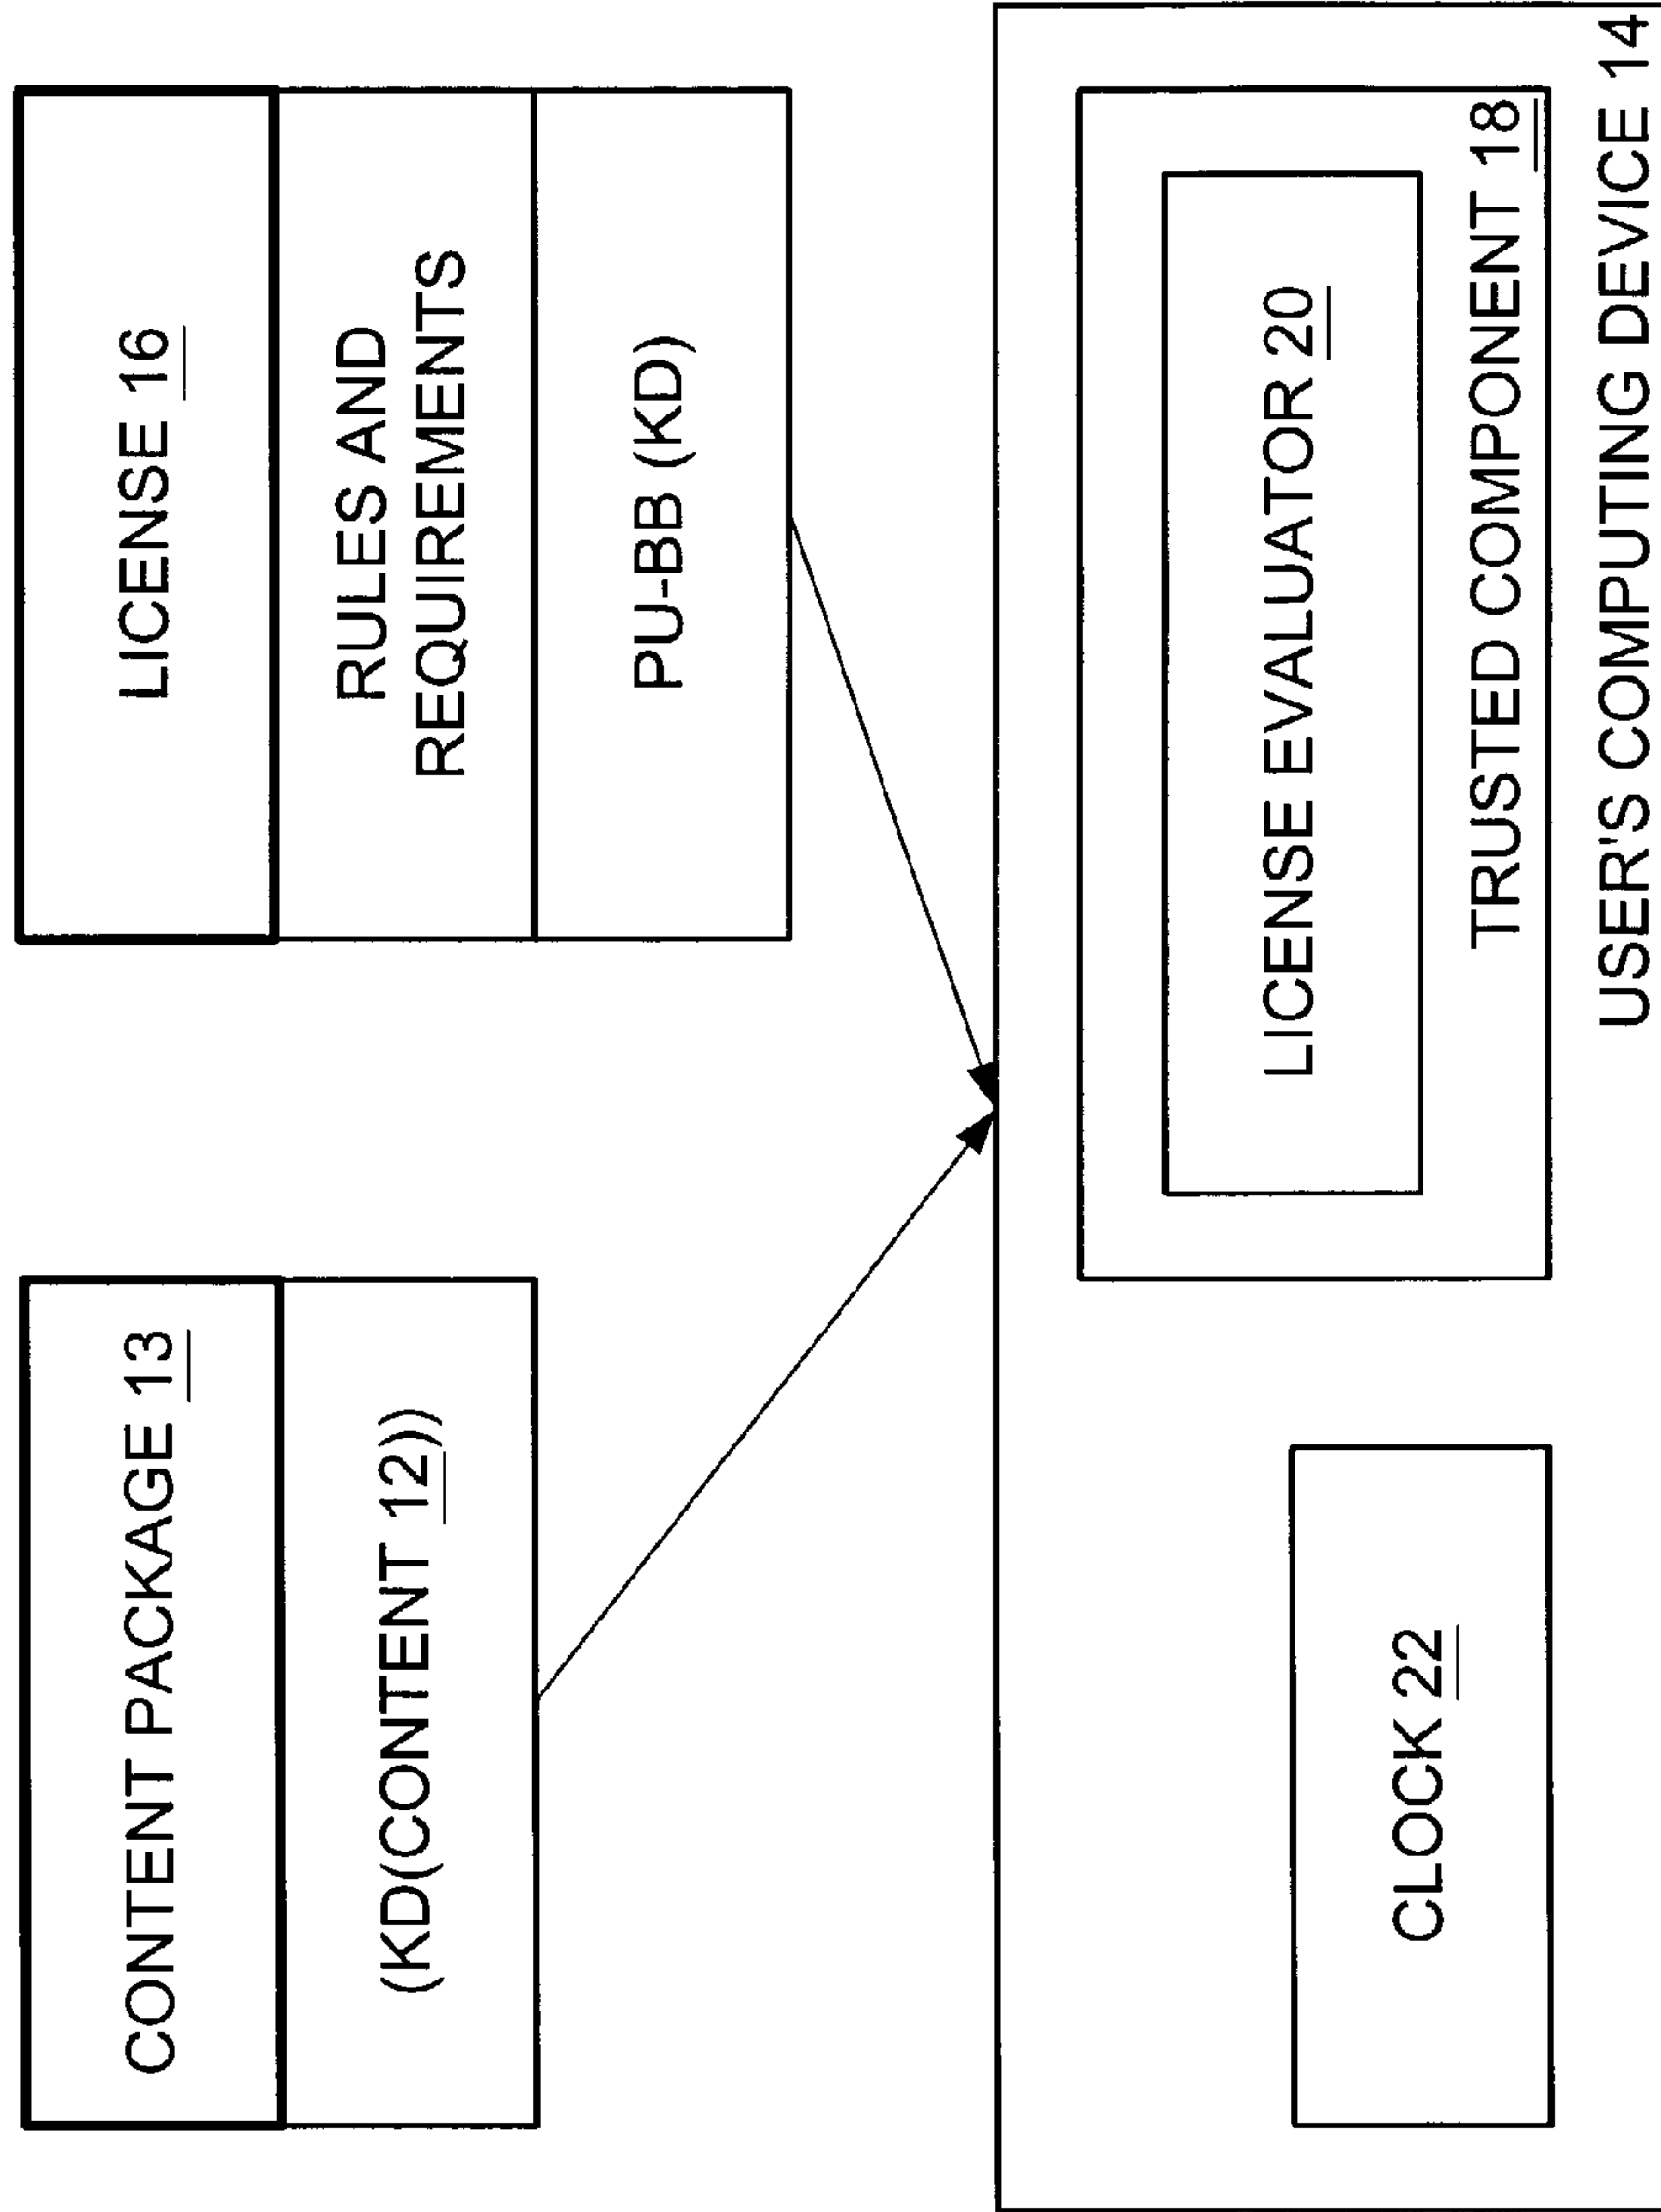 CONTENT PACKAGE 13
(KD(CONTENT 12))
LICENSE 16
RULES AND
REQUIREMENTS
PU-BB (KD)
CLOCK 22
LICENSE EVALUATOR 20
TRUSTED COMPONENT 18
USER'S COMPUTING DEVICE 14